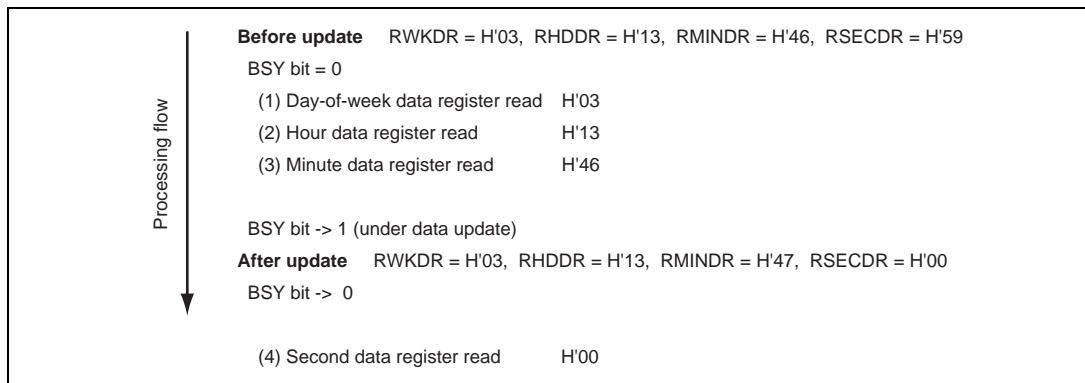 Processing flow
Before update RWKDR = H'03, RHDDR = H'13, RMINDR = H'46, RSECDR = H'59
BSY bit = 0
(1) Day-of-week data register read H'03
(2) Hour data register read H'13
(3) Minute data register read H'46
BSY bit -> 1 (under data update)
After update RWKDR = H'03, RHDDR = H'13, RMINDR = H'47, RSECDR = H'00
BSY bit -> 0
(4) Second data register read H'00